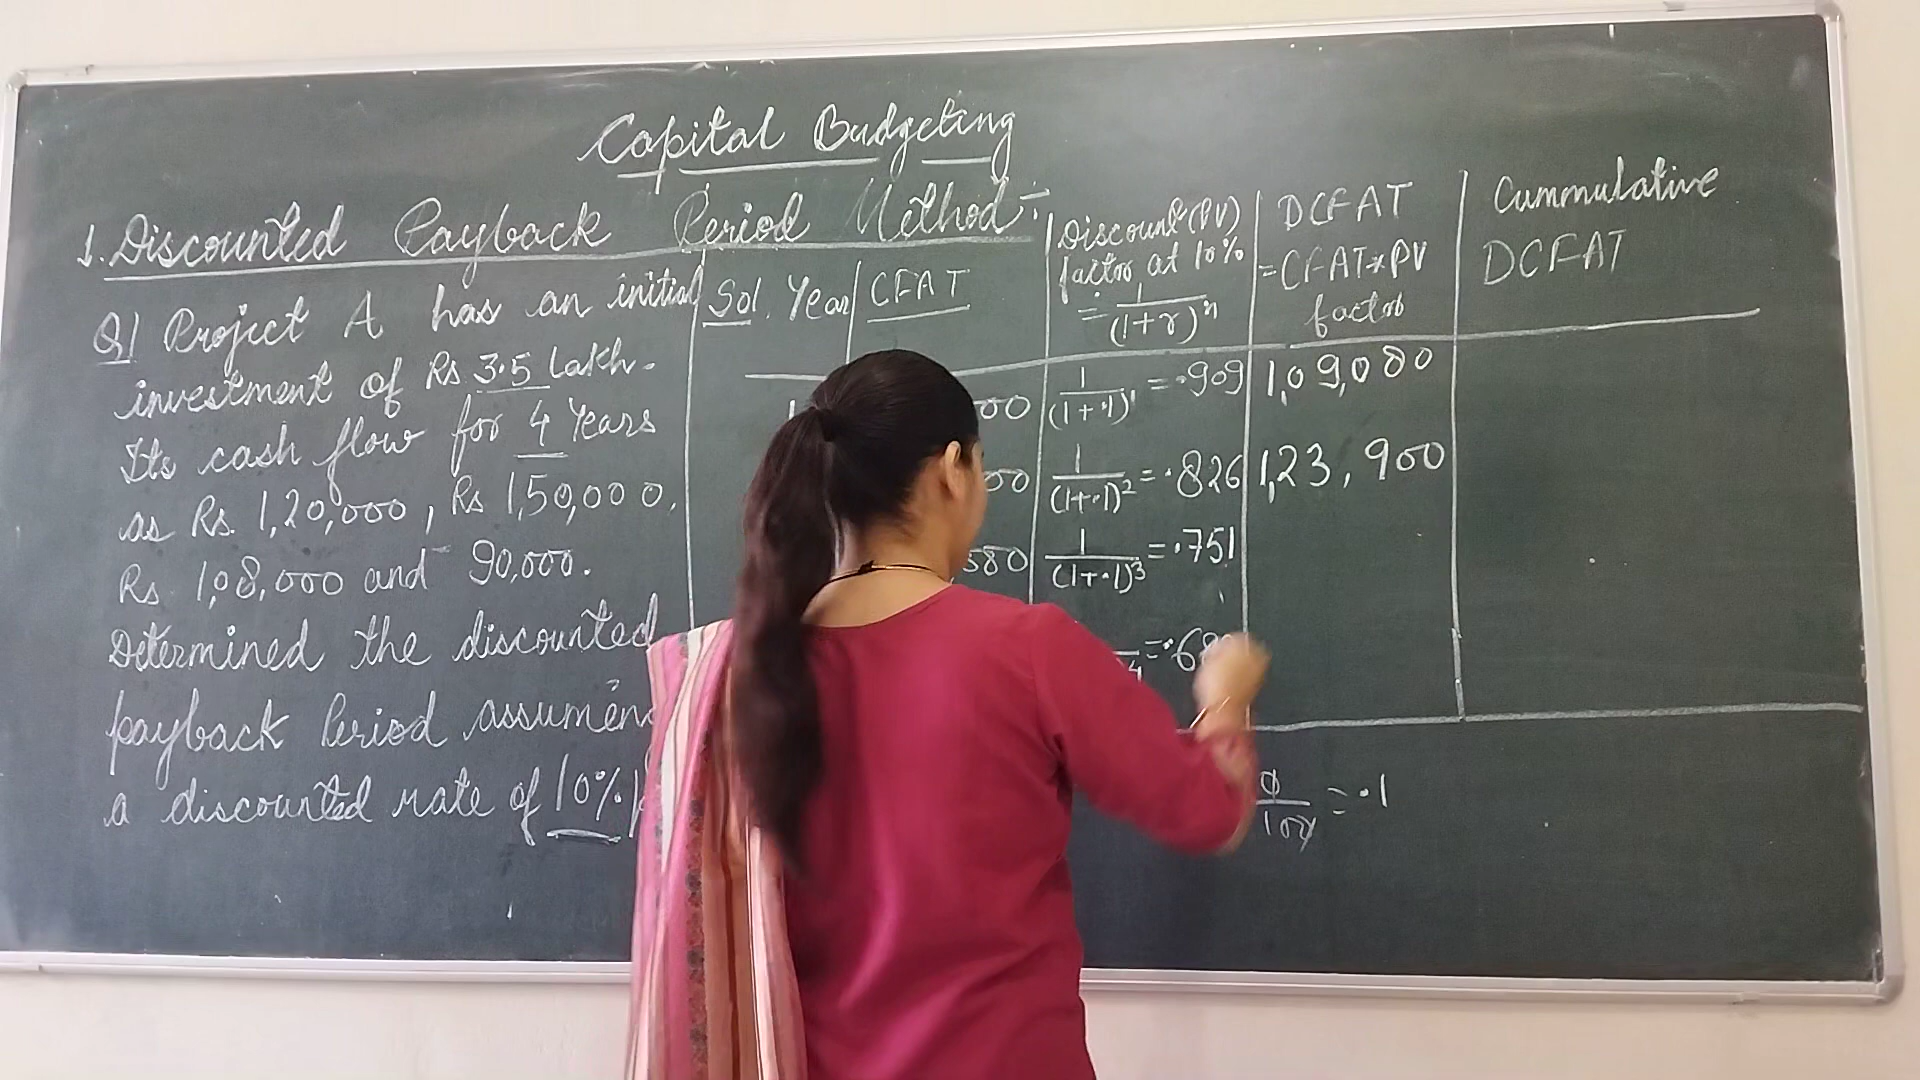 Capital Budgeting
1. Discounted Payback Period Method :-
Q1 Project A has an initial
investment of Rs 3.5 Lakh.
Its cash flow for 4 Years
as Rs. 1,20,000, Rs 1,50,000,
Rs 1,08,000 and 90,000.
Determined the discounted
payback Period
a discounted rate of 10%
Sol. Year CFAT
Discount (PV)
factor at 10%
= 1/(1+r)^n
DCFAT
= CFAT*PV
factor
Cummulative
DCFAT
1/(1+.1)^1 = .909 1,09,080
1/(1+.1)^2 = .826 1,23,900
1/(1+.1)^3 = .751
= .1